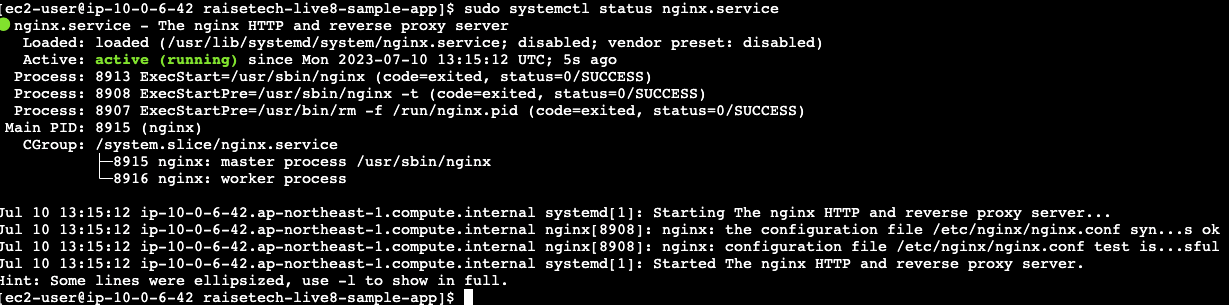 [ec2-user@ip-10-0-6-42 raisetech-live8-sample-app]$ sudo systemctl status nginx.service
● nginx.service - The nginx HTTP and reverse proxy server
   Loaded: loaded (/usr/lib/systemd/system/nginx.service; disabled; vendor preset: disabled)
   Active: active (running) since Mon 2023-07-10 13:15:12 UTC; 5s ago
  Process: 8913 ExecStart=/usr/sbin/nginx (code=exited, status=0/SUCCESS)
  Process: 8908 ExecStartPre=/usr/sbin/nginx -t (code=exited, status=0/SUCCESS)
  Process: 8907 ExecStartPre=/usr/bin/rm -f /run/nginx.pid (code=exited, status=0/SUCCESS)
 Main PID: 8915 (nginx)
   CGroup: /system.slice/nginx.service
           ├─8915 nginx: master process /usr/sbin/nginx
           └─8916 nginx: worker process

Jul 10 13:15:12 ip-10-0-6-42.ap-northeast-1.compute.internal systemd[1]: Starting The nginx HTTP and reverse proxy server...
Jul 10 13:15:12 ip-10-0-6-42.ap-northeast-1.compute.internal nginx[8908]: nginx: the configuration file /etc/nginx/nginx.conf syn...s ok
Jul 10 13:15:12 ip-10-0-6-42.ap-northeast-1.compute.internal nginx[8908]: nginx: configuration file /etc/nginx/nginx.conf test is...sful
Jul 10 13:15:12 ip-10-0-6-42.ap-northeast-1.compute.internal systemd[1]: Started The nginx HTTP and reverse proxy server.
Hint: Some lines were ellipsized, use -l to show in full.
[ec2-user@ip-10-0-6-42 raisetech-live8-sample-app]$